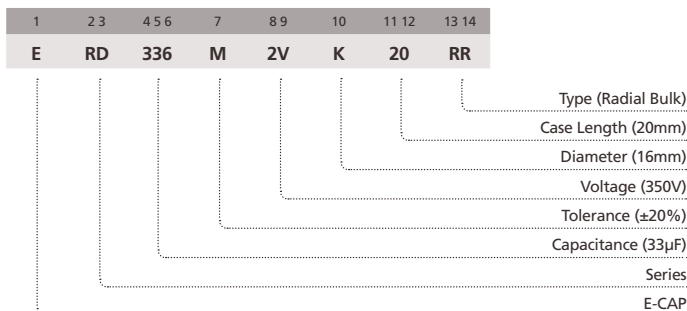 1 2 3 4 5 6 7 8 9 10 11 12 13 14
E RD 336 M 2V K 20 RR
Type (Radial Bulk)
Case Length (20mm)
Diameter (16mm)
Voltage (350V)
Tolerance (±20%)
Capacitance (33µF)
Series
E-CAP